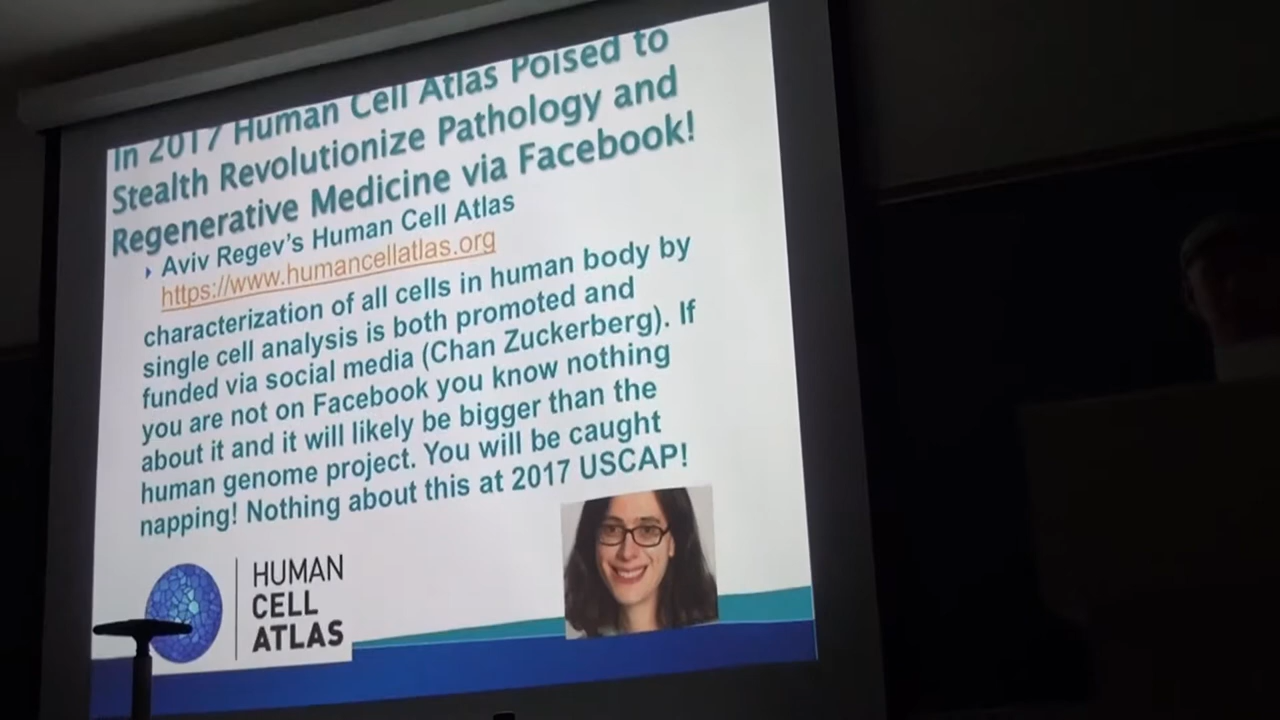 In 2017 Human Cell Atlas Poised to
Stealth Revolutionize Pathology and
Regenerative Medicine via Facebook!
Aviv Regev's Human Cell Atlas
https://www.humancellatlas.org
characterization of all cells in human body by
single cell analysis is both promoted and
funded via social media (Chan Zuckerberg). If
you are not on Facebook you know nothing
about it and it will likely be bigger than the
human genome project. You will be caught
napping! Nothing about this at 2017 USCAP!
HUMAN
CELL
ATLAS